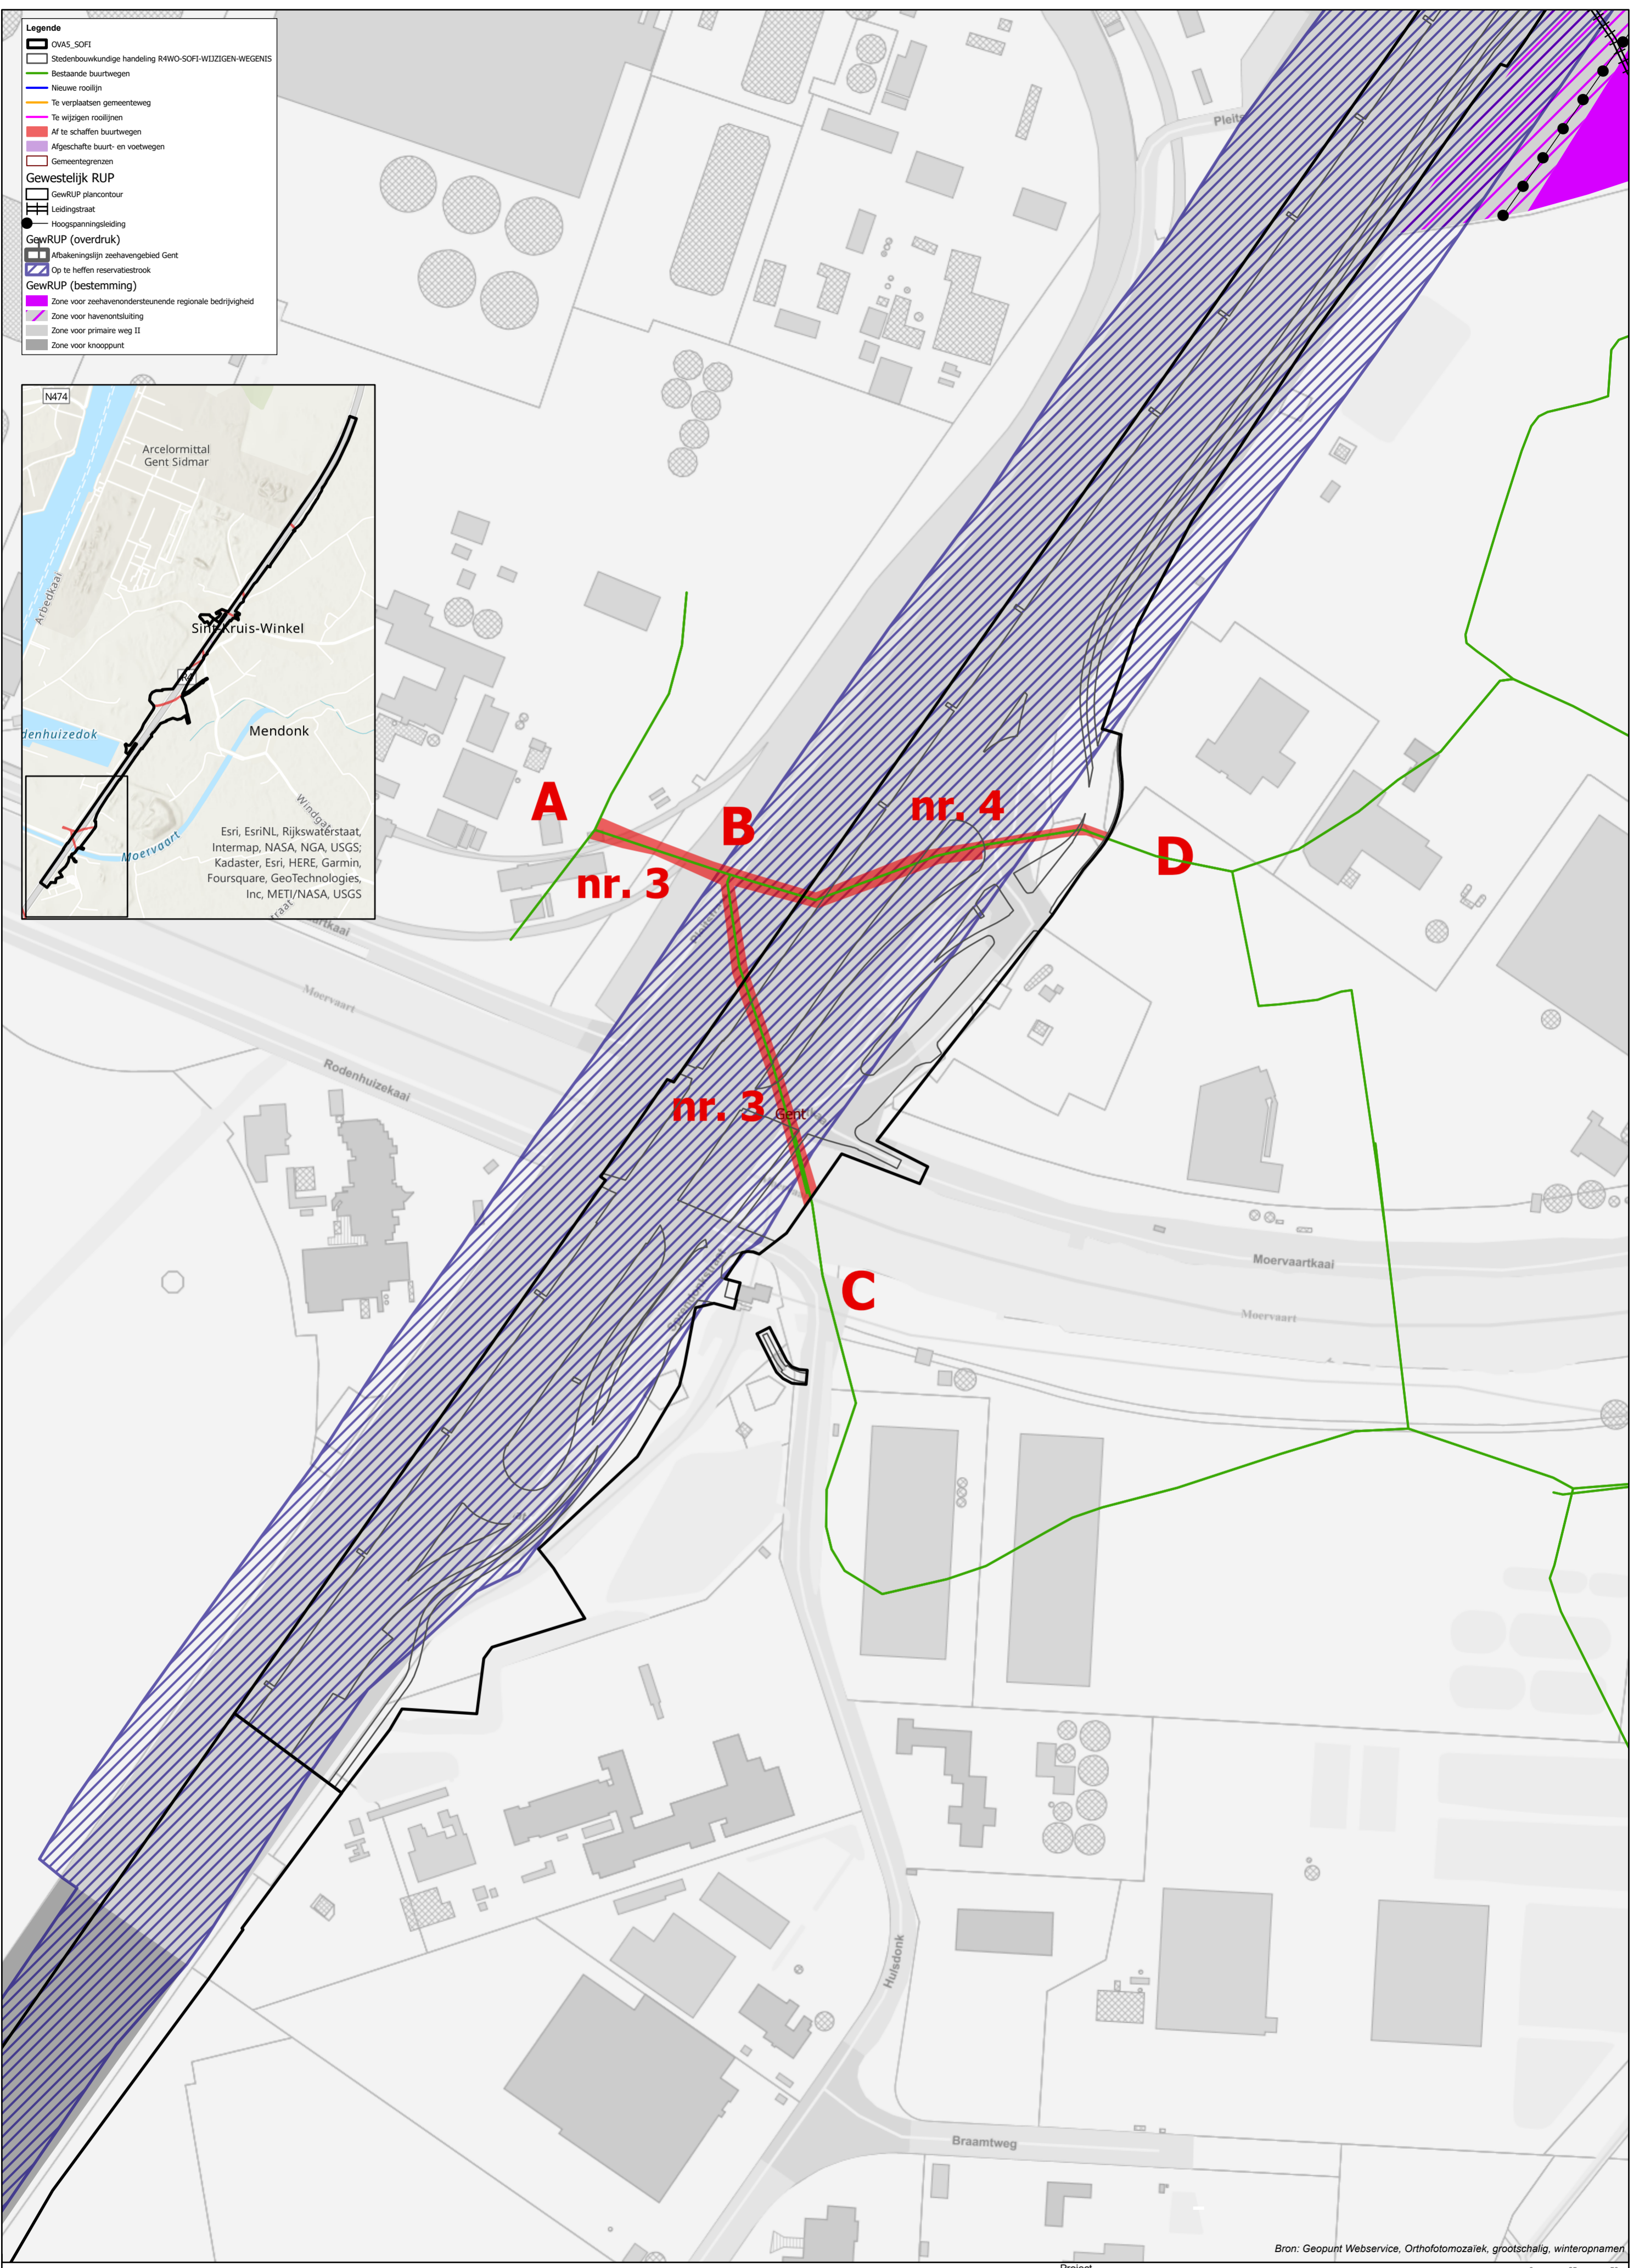 Legende
OVA5_SOFI
Stedenbouwkundige handeling R4WO-SOFI-WIJZIGEN-WEGENIS
Bestaande buurtwegen
Nieuwe rooilijn
Te verplaatsen gemeenteweg
Te wijzigen rooilijnen
Af te schaffen buurtwegen
Afgeschafte buurt- en voetwegen
Gemeentegrenzen
Gewestelijk RUP
GewRUP plancontour
Leidingstraat
Hoogspanningsleiding
GewRUP (overdruk)
Afbakeningslijn zeehavengebied Gent
Op te heffen reservatiestrook
GewRUP (bestemming)
Zone voor zeehavenondersteunende regionale bedrijvigheid
Zone voor havenontsluiting
Zone voor primaire weg II
Zone voor knooppunt
N474
Arcelormittal
Gent Sidmar
Arbedkaai
Sint-Kruis-Winkel
R4
Mendonk
denhuizedok
Windgat
Moervaart
Esri, EsriNL, Rijkswaterstaat,
Intermap, NASA, NGA, USGS;
Kadaster, Esri, HERE, Garmin,
Foursquare, GeoTechnologies,
Inc, METI/NASA, USGS
raat
Pleits
A
B
nr. 4
D
nr. 3
artkaai
Moervaart
Rodenhuizekaai
nr. 3
Gent
C
Moervaartkaai
Moervaart
Hulsdonk
Braamtweg
Bron: Geopunt Webservice, Orthofotomozaïek, grootschalig, winteropnamen
Project